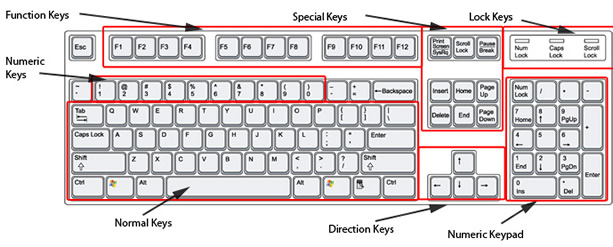 Function Keys
Special Keys
Lock Keys
Esc F1 F2 F3 F4 F5 F6 F7 F8 F9 F10 F11 F12
Print Screen SysRq
Scroll Lock
Pause Break
Num Lock
Caps Lock
Scroll Lock
Numeric Keys
~ ! 1 @ 2 # 3 $ 4 % 5 ^ 6 & 7 * 8 ( 9 ) - + ←Backspace
Insert Home Page Up
Num Lock / * -
Tab Q W E R T Y U I O P
Delete End Page Down
7 Home 8 ↑ 9 PgUp +
Caps Lock A S D F G H J K L Enter
4 ← 5 6 →
Shift Z X C V B N M < , > . ? / Shift
↑
1 End 2 ↓ 3 PgDn Enter
Ctrl Alt Alt Ctrl
← ↓ →
0 Ins . Del
Normal Keys
Direction Keys
Numeric Keypad